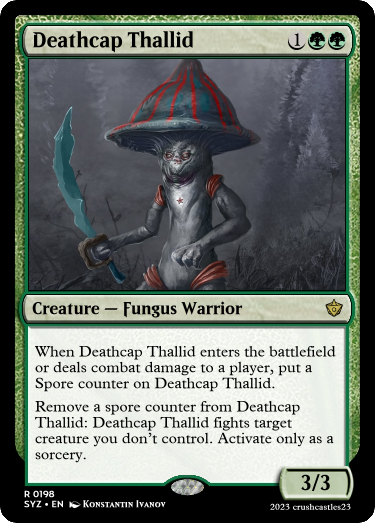 Deathcap Thallid 1
Creature — Fungus Warrior
When Deathcap Thallid enters the battlefield
or deals combat damage to a player, put a
Spore counter on Deathcap Thallid.
Remove a spore counter from Deathcap
Thallid: Deathcap Thallid fights target
creature you don't control. Activate only as a
sorcery.
3/3
R 0198
SYZ • EN Konstantin Ivanov
2023 crushcastles23